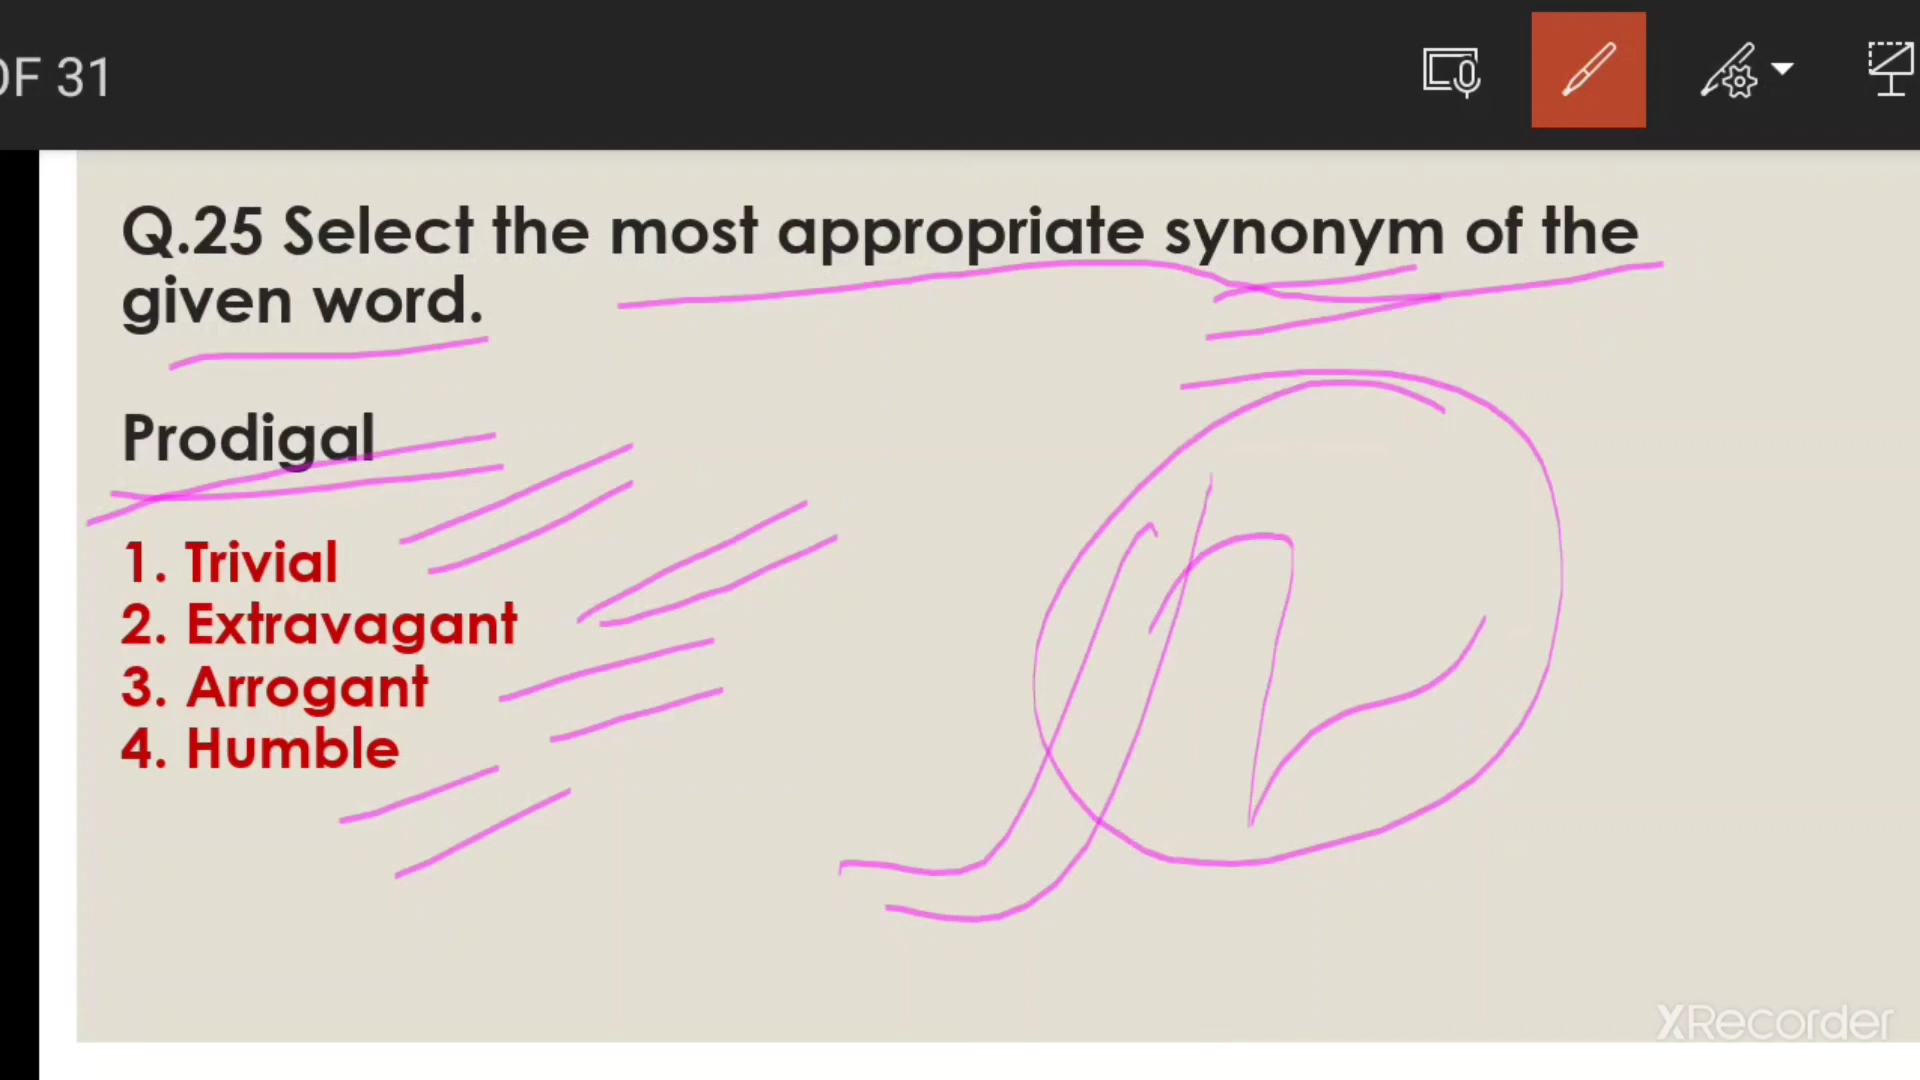 OF 31
Q.25 Select the most appropriate synonym of the
given word.
Prodigal
1. Trivial
2. Extravagant
3. Arrogant
4. Humble
XRecorder